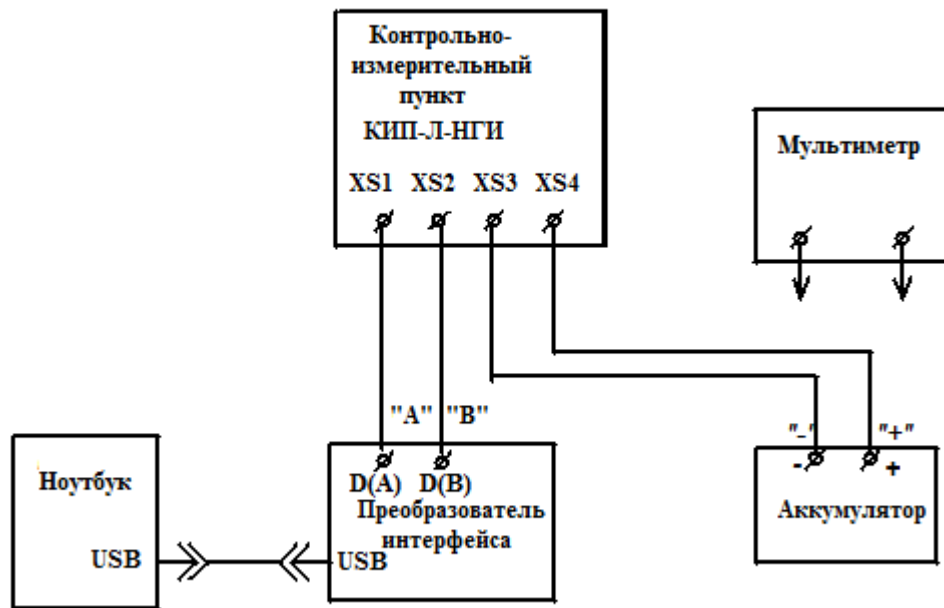 Контрольно-
измерительный
пункт
КИП-Л-НГИ
XS1 XS2 XS3 XS4
Мультиметр
"A" "B"
"-" "+"
Ноутбук
USB
D(A) D(B)
Преобразователь
интерфейса
USB
- +
Аккумулятор